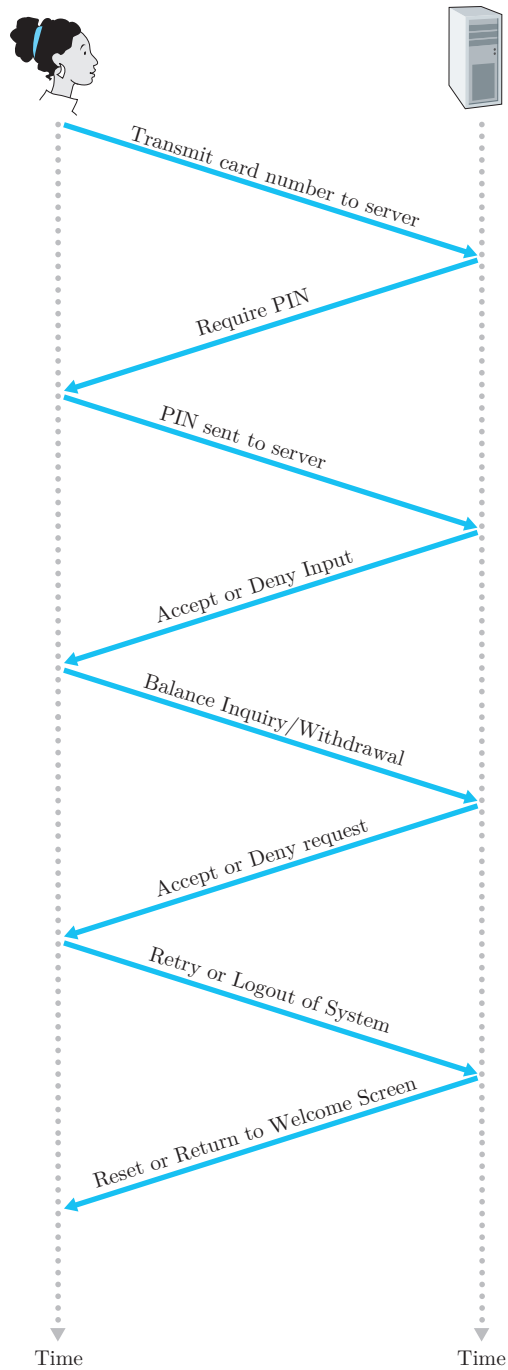 Transmit card number to server
Require PIN
PIN sent to server
Accept or Deny Input
Balance Inquiry/Withdrawal
Accept or Deny request
Retry or Logout of System
Reset or Return to Welcome Screen
Time
Time